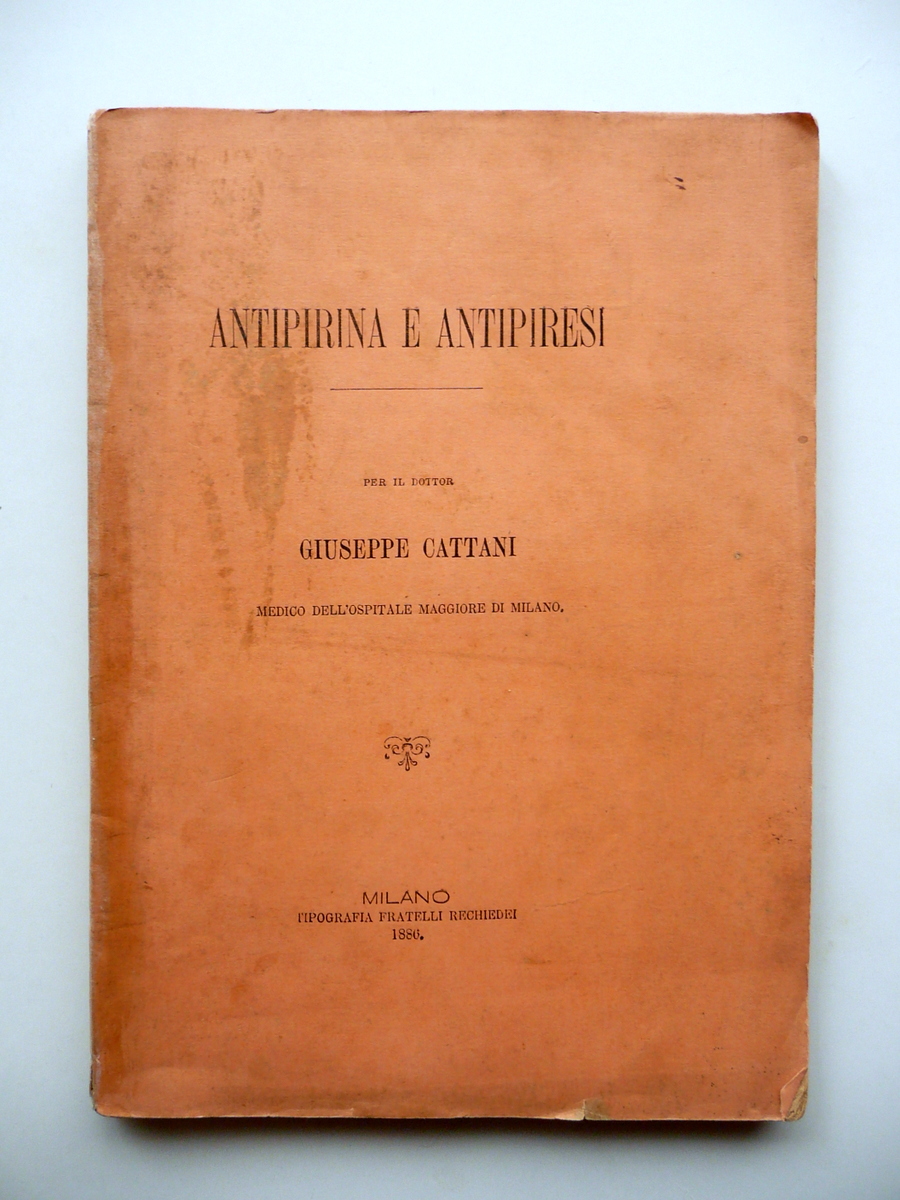 ANTIPIRINA E ANTIPIRESI
PER IL DOTTOR
GIUSEPPE CATTANI
MEDICO DELL'OSPITALE MAGGIORE DI MILANO.
MILANO
TIPOGRAFIA FRATELLI RECHIEDEI
1886.